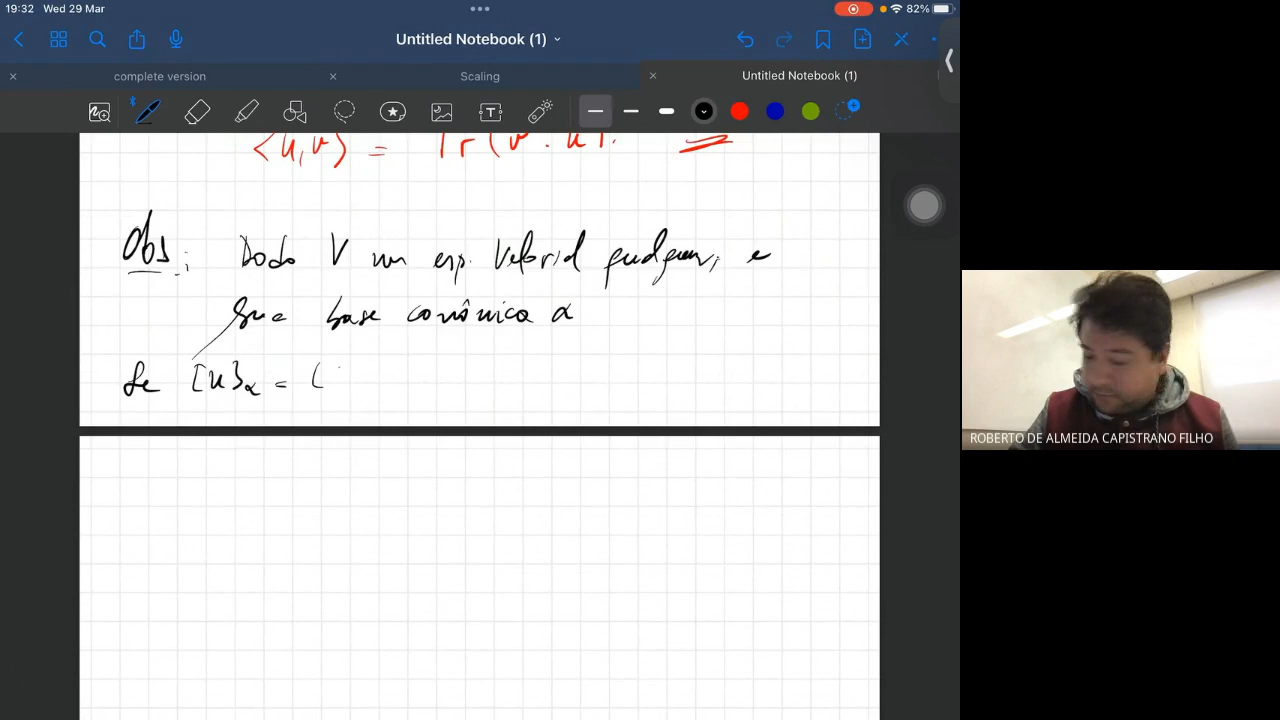 19:32 Wed 29 Mar
82%
Untitled Notebook (1)
complete version
Scaling
Untitled Notebook (1)
<u,v> = Tr(v . u).
Obs: Dado V um esp. Vetorial qualquer, e
sua base canônica α
Se [u]α = (
ROBERTO DE ALMEIDA CAPISTRANO FILHO